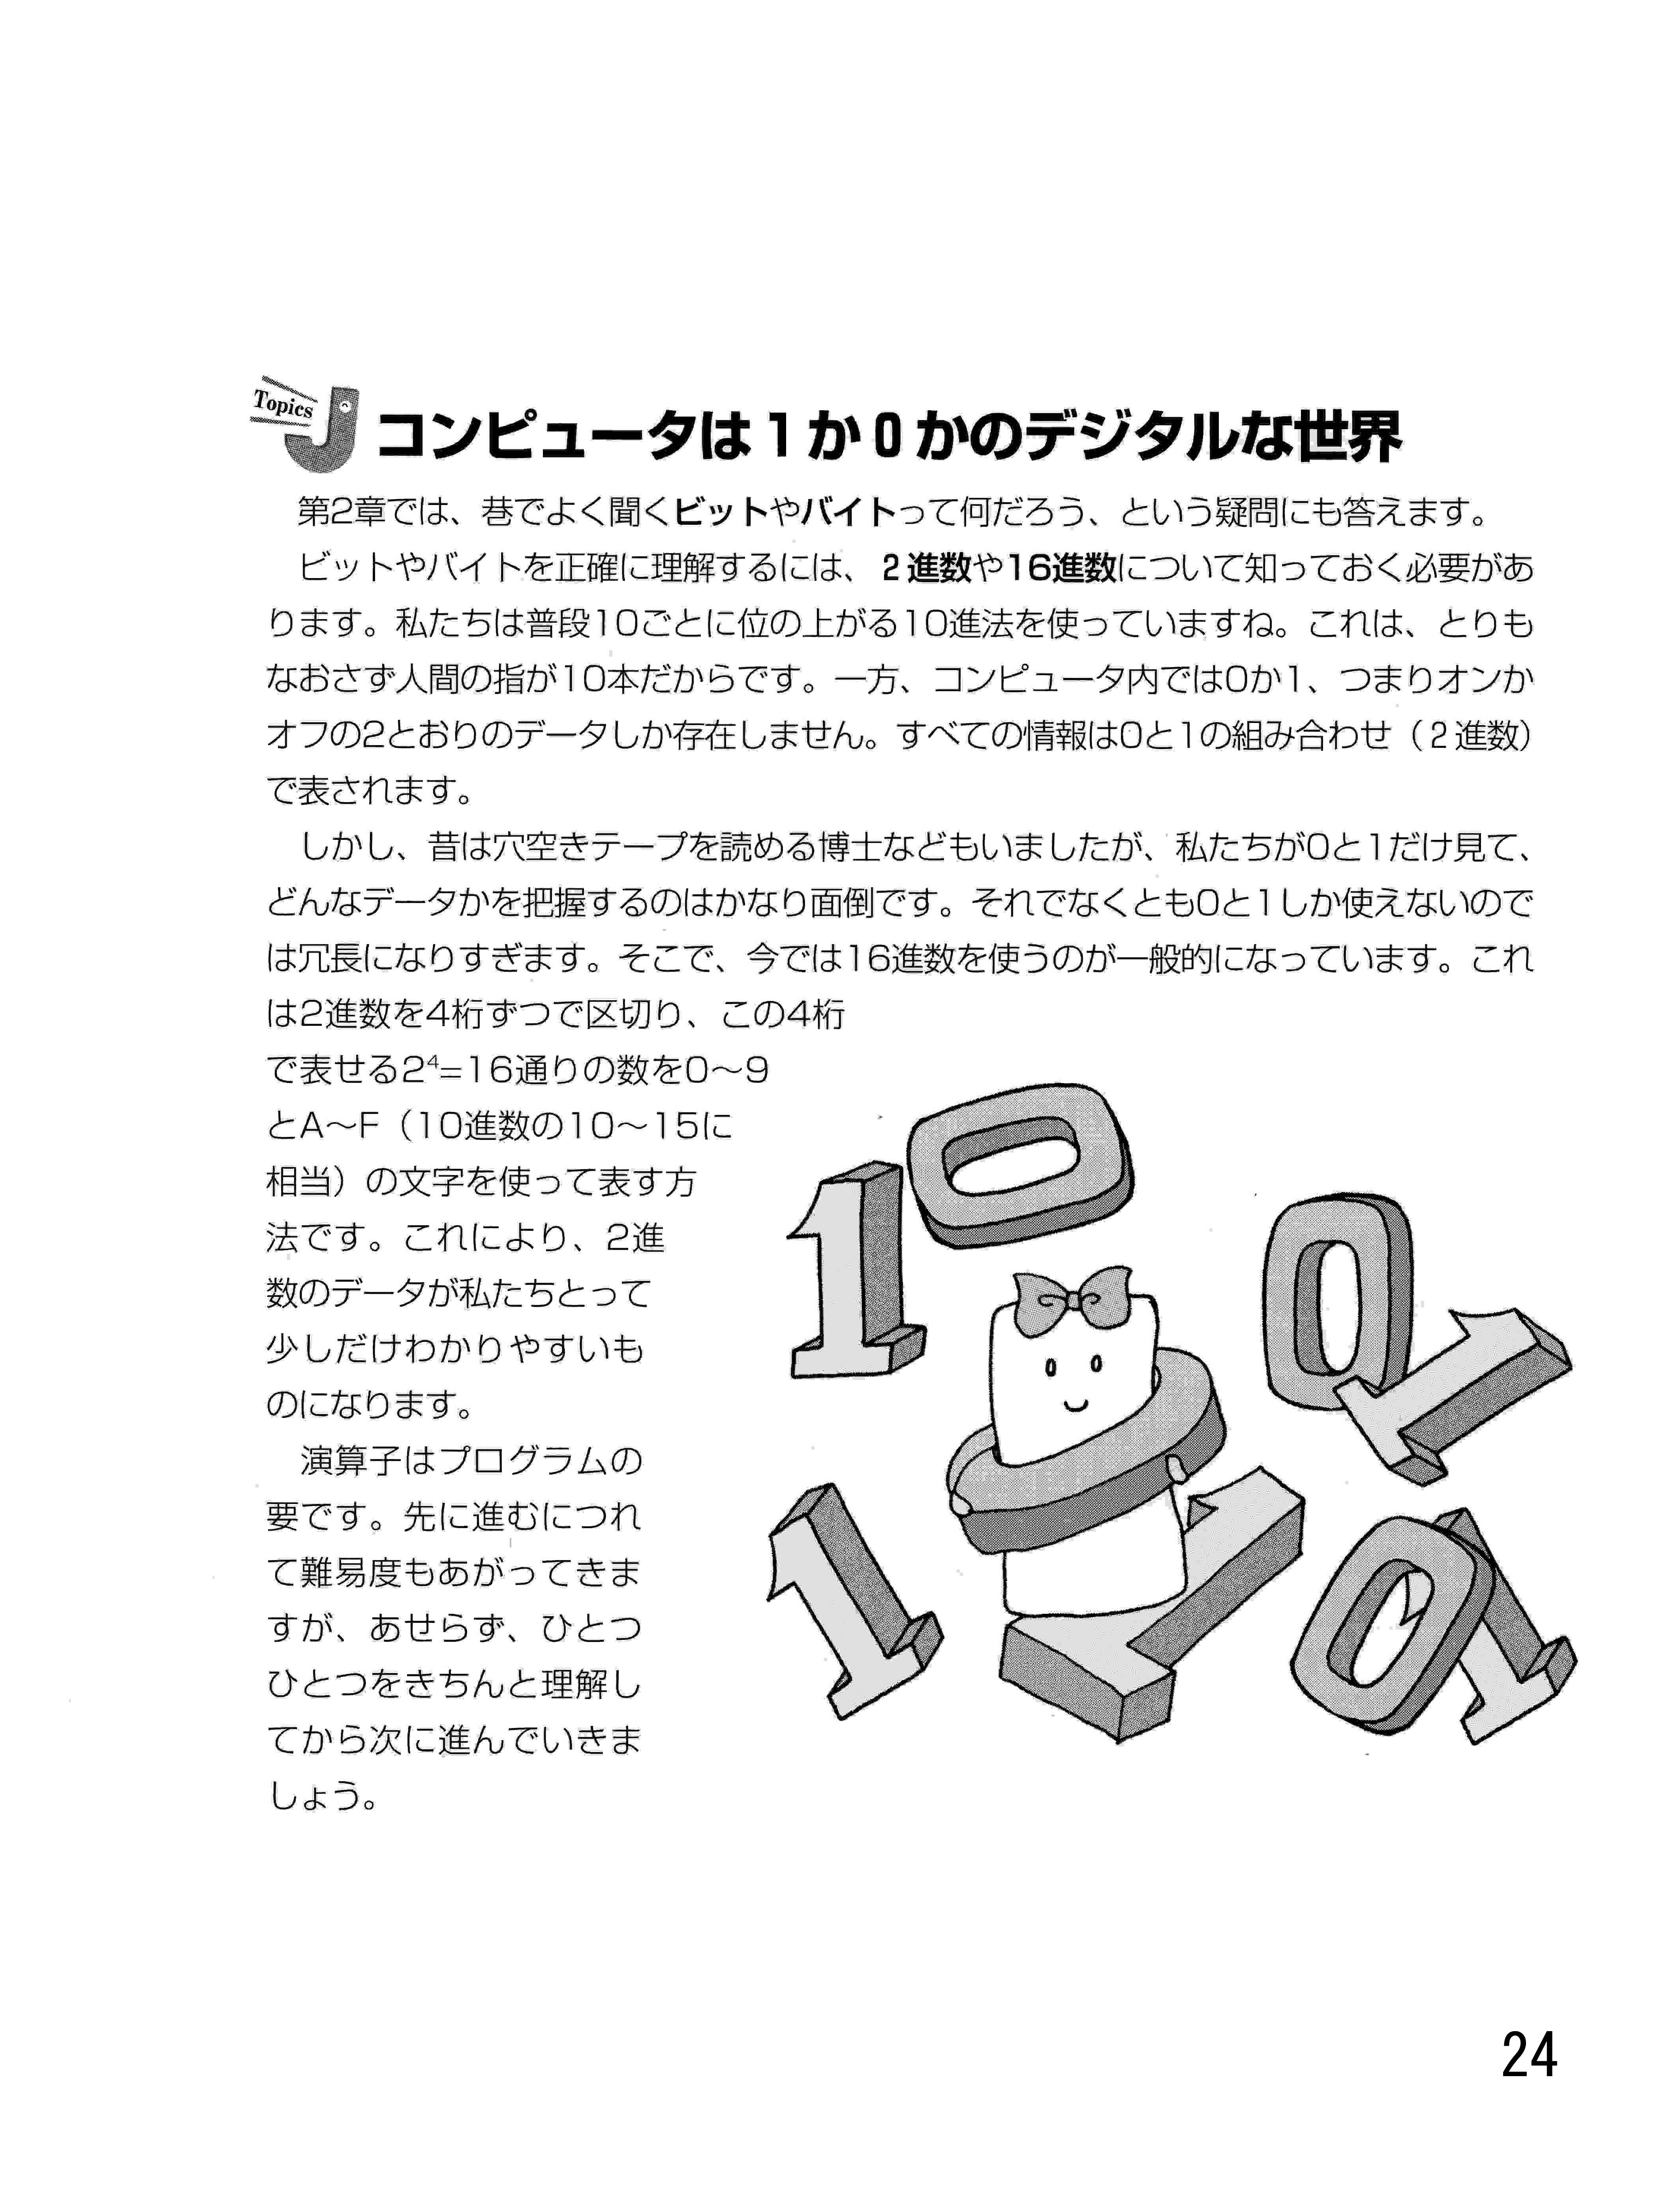 Topics
コンピュータは1か0かのデジタルな世界
第2章では、巷でよく聞くビットやバイトって何だろう、という疑問にも答えます。
ビットやバイトを正確に理解するには、2進数や16進数について知っておく必要があ
ります。私たちは普段10ごとに位の上がる10進法を使っていますね。これは、とりも
なおさず人間の指が10本だからです。一方、コンピュータ内では0か1、つまりオンか
オフの2とおりのデータしか存在しません。すべての情報は0と1の組み合わせ（2進数）
で表されます。
しかし、昔は穴空きテープを読める博士などもいましたが、私たちが0と1だけ見て、
どんなデータかを把握するのはかなり面倒です。それでなくとも0と1しか使えないので
は冗長になりすぎます。そこで、今では16進数を使うのが一般的になっています。これ
は2進数を4桁ずつで区切り、この4桁
で表せる2⁴=16通りの数を0～9
とA～F（10進数の10～15に
相当）の文字を使って表す方
法です。これにより、2進
数のデータが私たちとって
少しだけわかりやすいも
のになります。
演算子はプログラムの
要です。先に進むにつれ
て難易度もあがってきま
すが、あせらず、ひとつ
ひとつをきちんと理解し
てから次に進んでいきま
しょう。
10
01
1
1
01
24